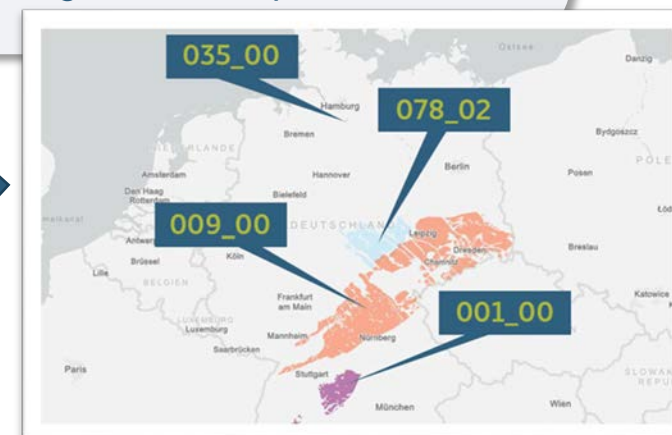 035_00
078_02
009_00
001_00
Ostsee
Danzig
Hamburg
Bremen
Bydgoszcz
Amsterdam
Hannover
Berlin
Posen
Den Haag
Rotterdam
Bielefeld
DEUTSCHLAND
Leipzig
Dresden
Breslau
Brüssel
Köln
Chemnitz
Lille
BELGIEN
Frankfurt
am Main
Katowice
Luxemburg
Mannheim
Nürnberg
Saarbrücken
Paris
Stuttgart
München
Wien